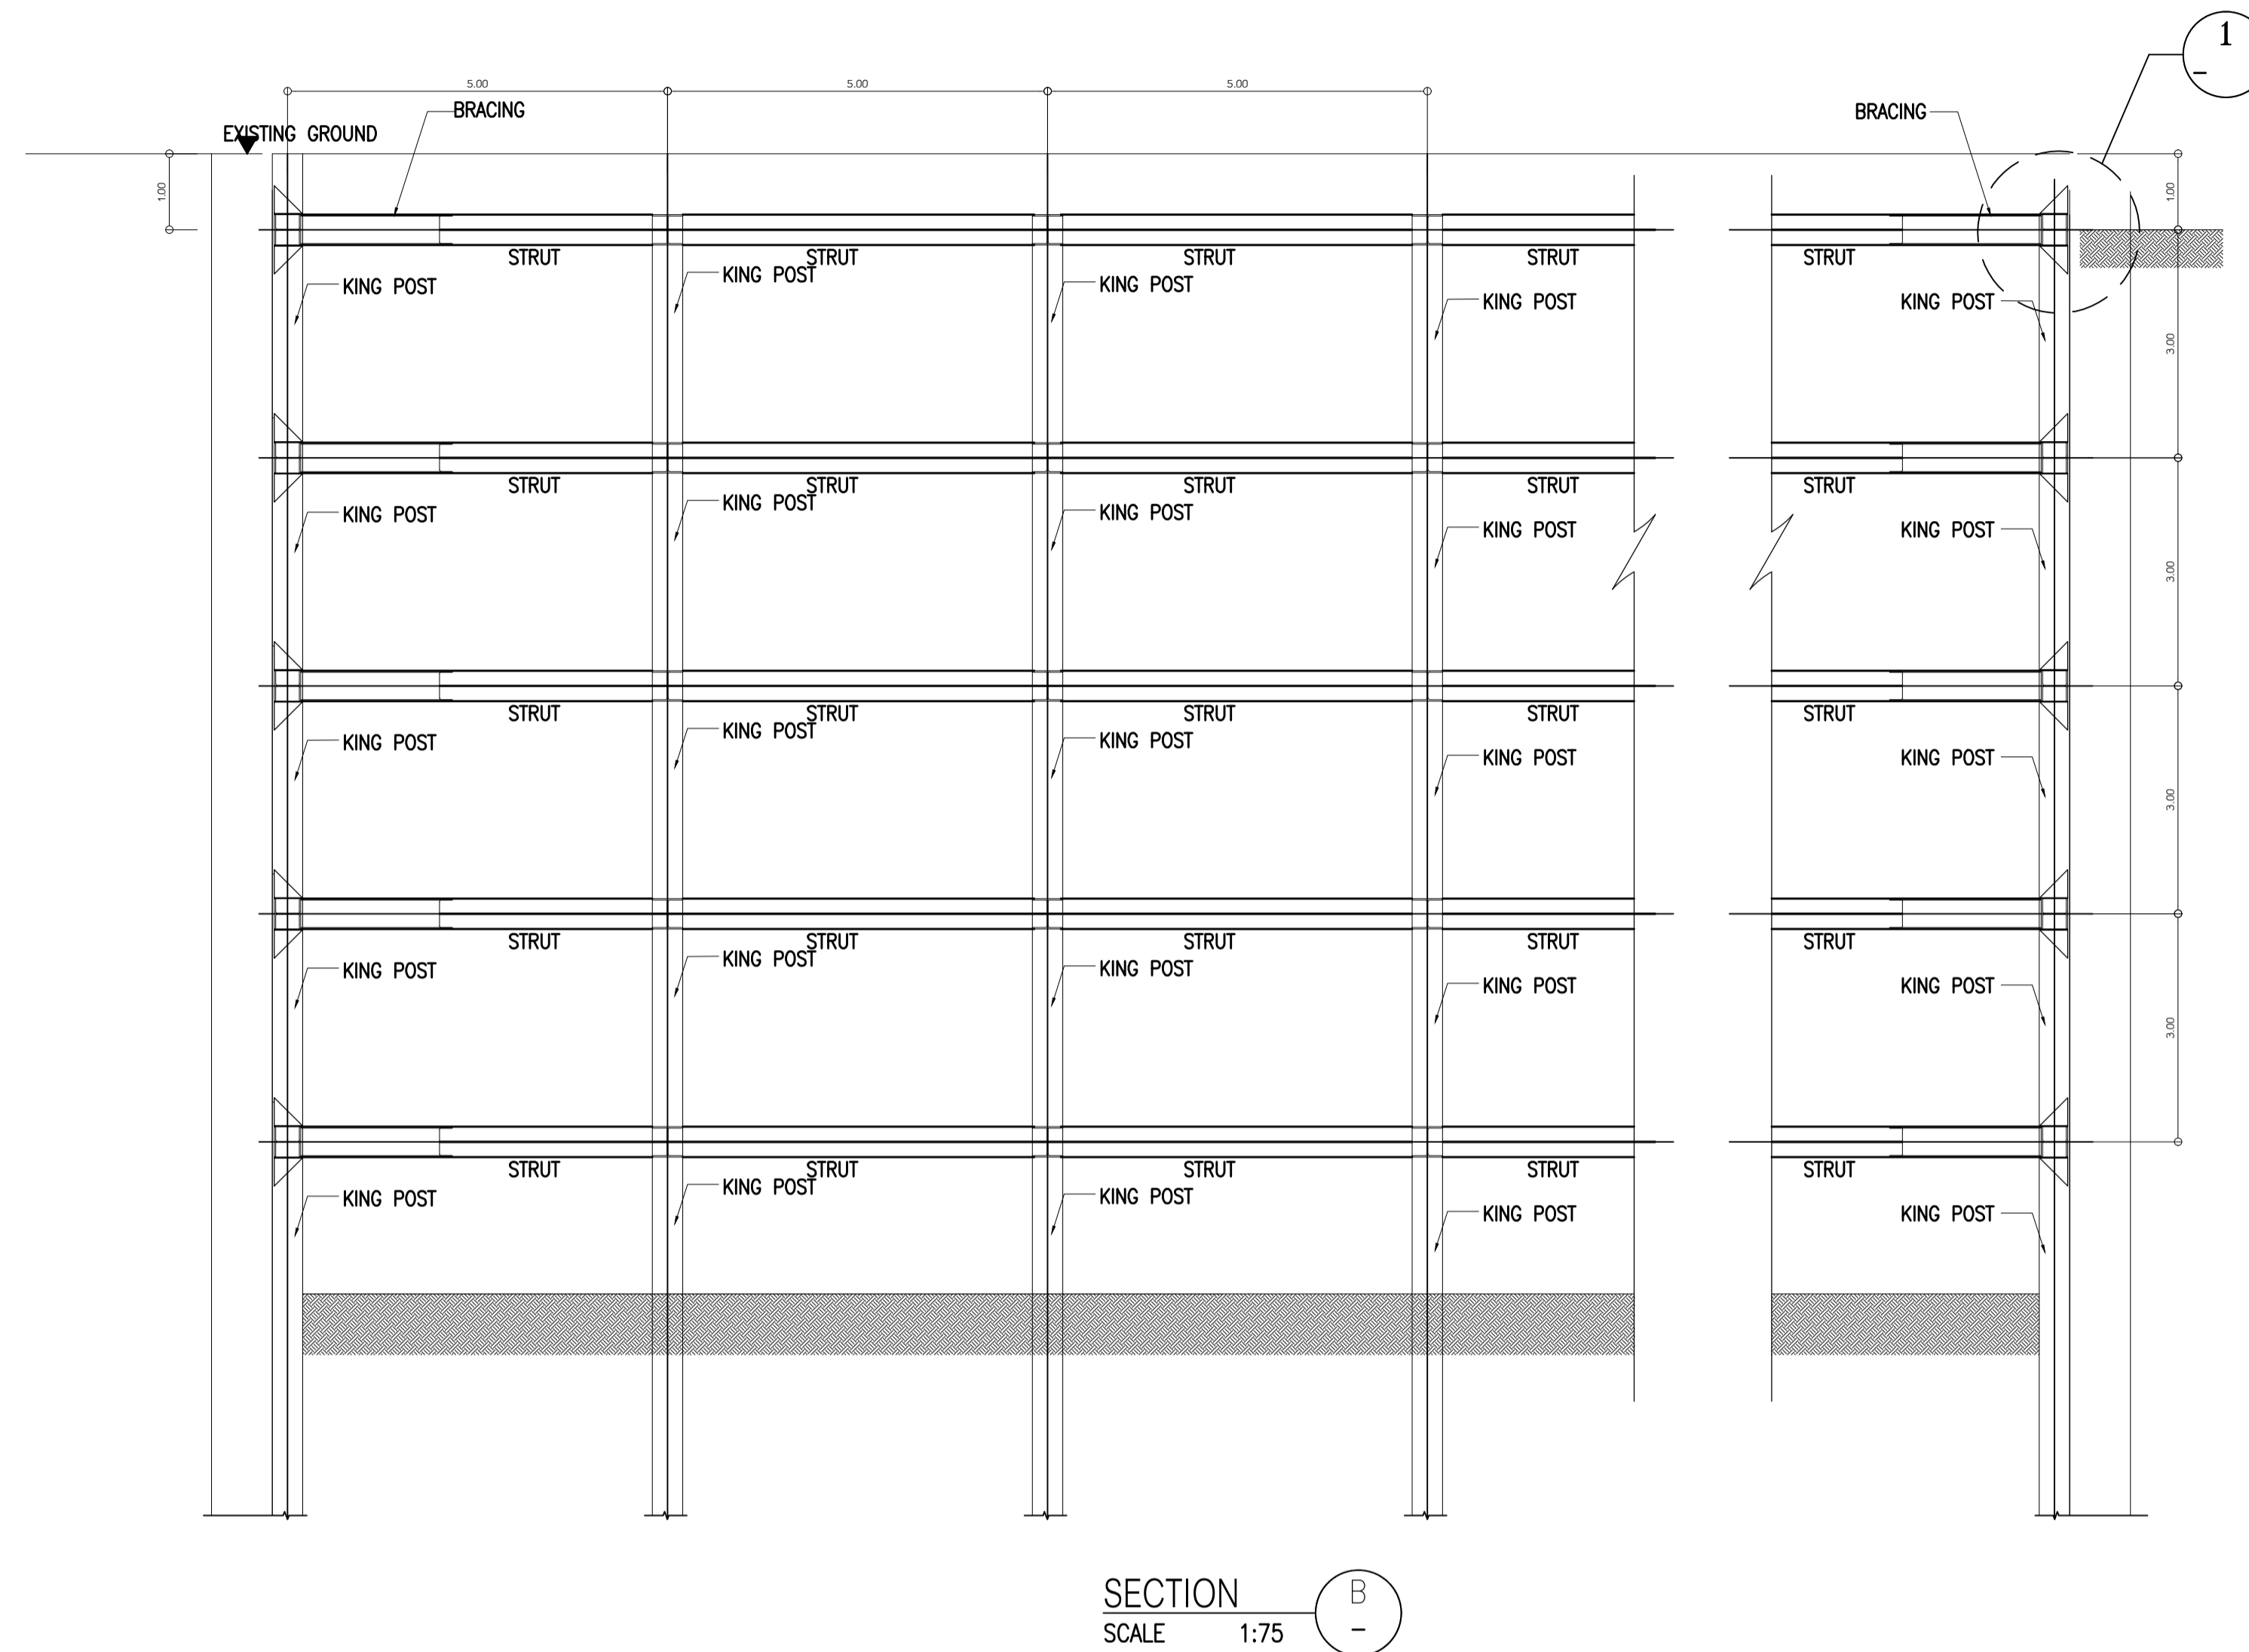 1
–
5.00 5.00 5.00
BRACING BRACING
EXISTING GROUND
1.00 1.00
STRUT STRUT STRUT STRUT STRUT
KING POST KING POST KING POST KING POST KING POST
3.00
STRUT STRUT STRUT STRUT STRUT
KING POST KING POST KING POST KING POST KING POST
3.00
STRUT STRUT STRUT STRUT STRUT
KING POST KING POST KING POST KING POST KING POST
3.00
STRUT STRUT STRUT STRUT STRUT
KING POST KING POST KING POST KING POST KING POST
3.00
STRUT STRUT STRUT STRUT STRUT
KING POST KING POST KING POST KING POST KING POST
SECTION B
SCALE 1:75 –